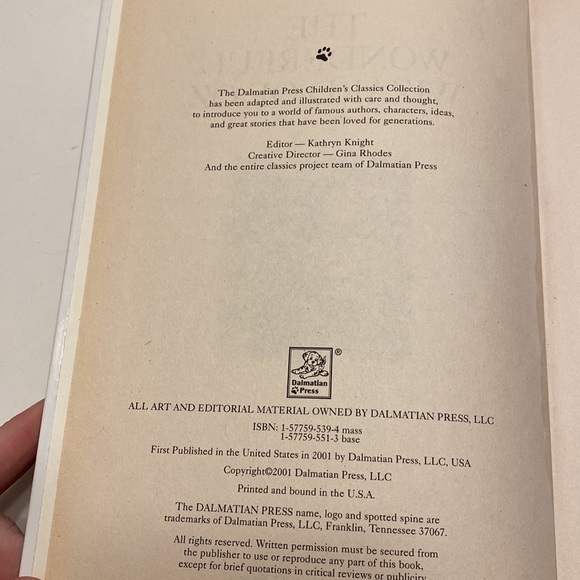 The Dalmatian Press Children's Classics Collection
has been adapted and illustrated with care and thought,
to introduce you to a world of famous authors, characters, ideas,
and great stories that have been loved for generations.
Editor — Kathryn Knight
Creative Director — Gina Rhodes
And the entire classics project team of Dalmatian Press
®
Dalmatian
Press
ALL ART AND EDITORIAL MATERIAL OWNED BY DALMATIAN PRESS, LLC
ISBN: 1-57759-539-4 mass
1-57759-551-3 base
First Published in the United States in 2001 by Dalmatian Press, LLC, USA
Copyright©2001 Dalmatian Press, LLC
Printed and bound in the U.S.A.
The DALMATIAN PRESS name, logo and spotted spine are
trademarks of Dalmatian Press, LLC, Franklin, Tennessee 37067.
All rights reserved. Written permission must be secured from
the publisher to use or reproduce any part of this book,
except for brief quotations in critical reviews or publicity.